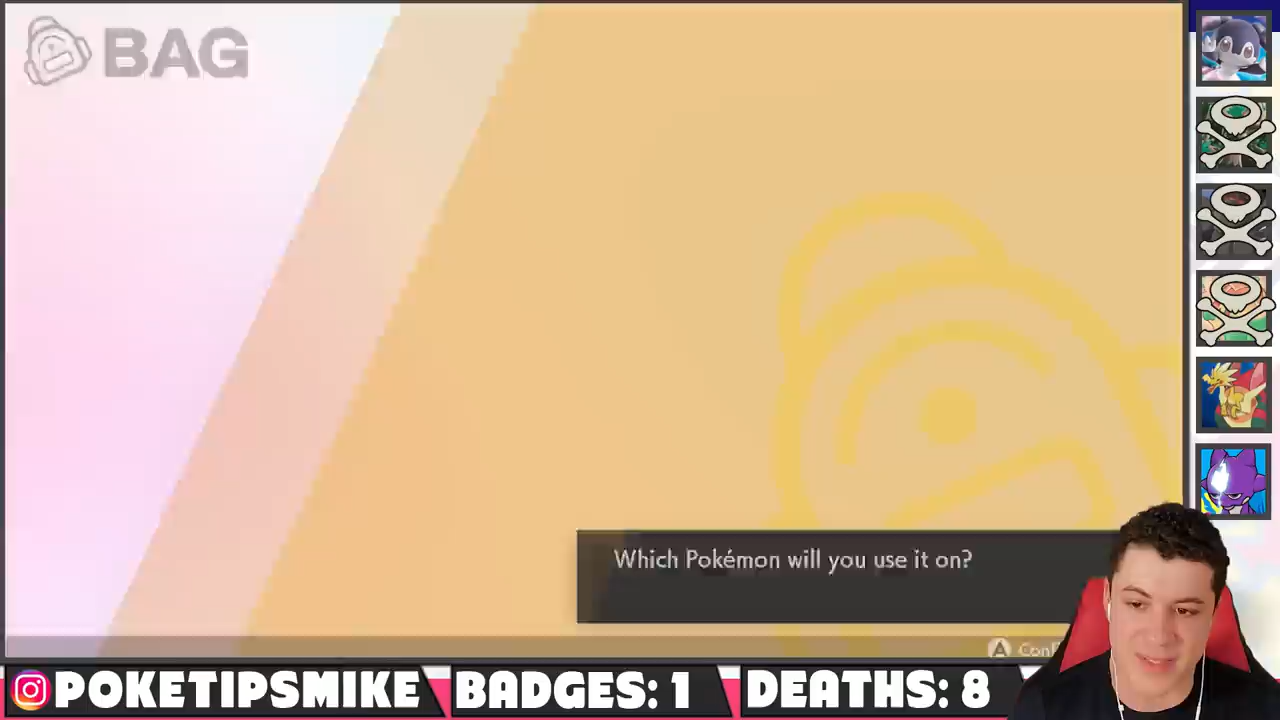 BAG
Which Pokémon will you use it on?
A
POKETIPSMIKE
BADGES: 1
DEATHS: 8